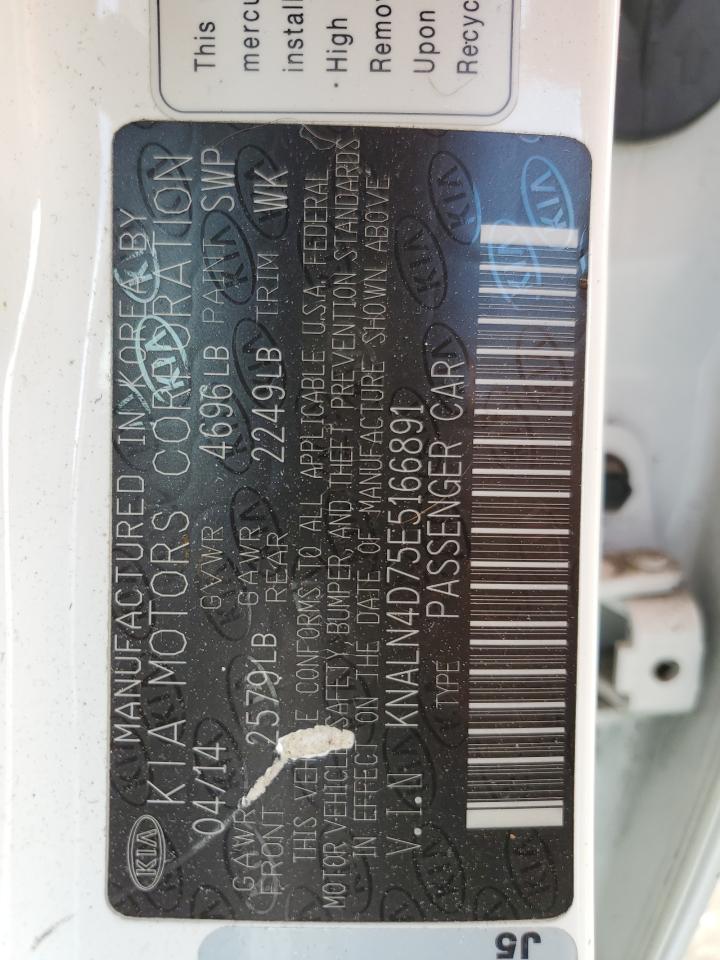 This
mercu
install
· High
Remo
Upon
Recyc
KIA
MANUFACTURED IN KOREA BY
KIA MOTORS CORPORATION
04/14 GVWR 4696LB PAINT SWP
GAWR FRONT 2579LB GAWR REAR 2249LB TRIM WK
THIS VEHICLE CONFORMS TO ALL APPLICABLE U.S.A. FEDERAL
MOTOR VEHICLE SAFETY, BUMPER, AND THEFT PREVENTION STANDARDS
IN EFFECT ON THE DATE OF MANUFACTURE SHOWN ABOVE
V.I.N KNALN4D75E5166891
TYPE PASSENGER CAR
J5